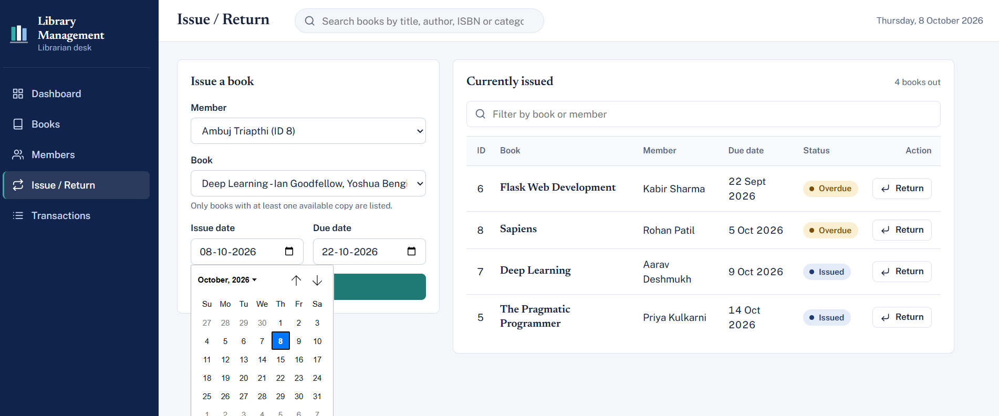 Library
Management
Librarian desk
Dashboard
Books
Members
Issue / Return
Transactions
Issue / Return
Search books by title, author, ISBN or catego
Thursday, 8 October 2026
Issue a book
Member
Ambuj Triapthi (ID 8)
Book
Deep Learning - Ian Goodfellow, Yoshua Bengi
Only books with at least one available copy are listed.
Issue date Due date
08-10-2026 22-10-2026
October, 2026
Su Mo Tu We Th Fr Sa
27 28 29 30 1 2 3
4 5 6 7 8 9 10
11 12 13 14 15 16 17
18 19 20 21 22 23 24
25 26 27 28 29 30 31
1 2 3 4 5 6 7
Currently issued
4 books out
Filter by book or member
ID Book Member Due date Status Action
6 Flask Web Development Kabir Sharma 22 Sept
2026 Overdue Return
8 Sapiens Rohan Patil 5 Oct 2026 Overdue Return
7 Deep Learning Aarav
Deshmukh 9 Oct 2026 Issued Return
5 The Pragmatic
Programmer Priya Kulkarni 14 Oct
2026 Issued Return